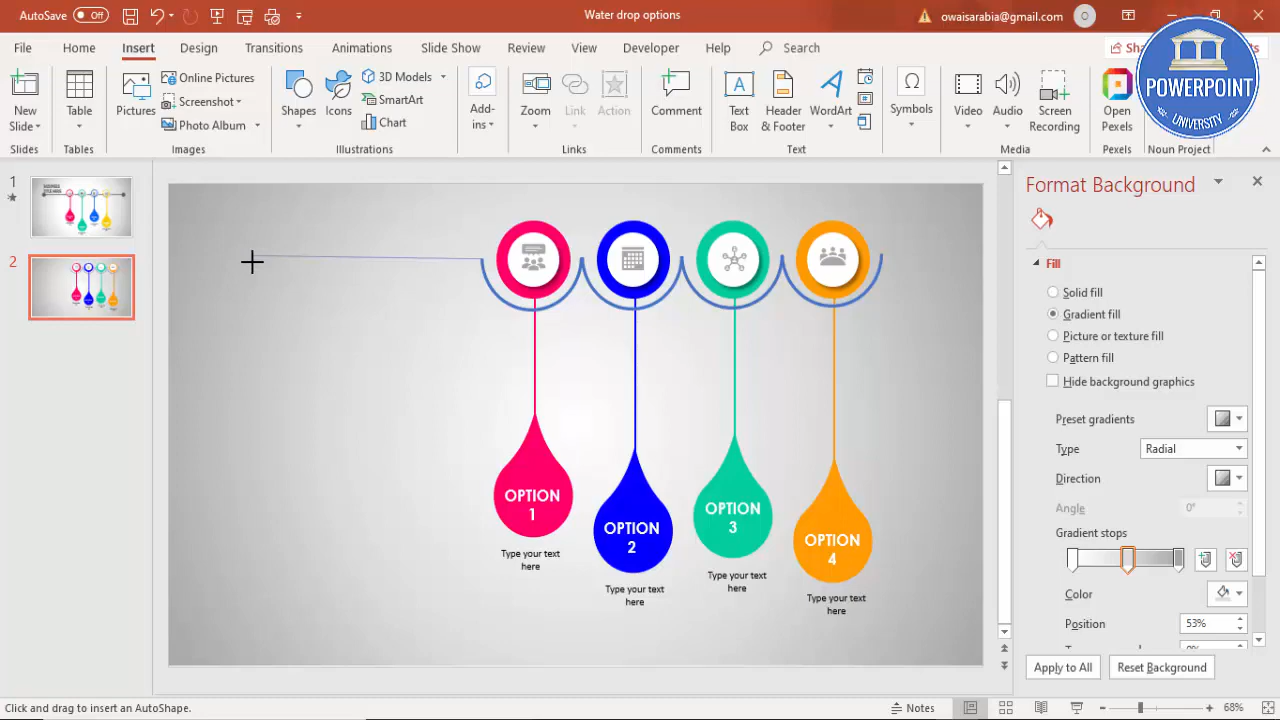 AutoSave Off
Water drop options
owaisarabia@gmail.com
File Home Insert Design Transitions Animations Slide Show Review View Developer Help Search
New Slide
Table
Pictures
Online Pictures
Screenshot
Photo Album
Shapes
Icons
3D Models
SmartArt
Chart
Add-ins
Zoom
Link
Action
Comment
Text Box
Header & Footer
WordArt
Symbols
Video
Audio
Screen Recording
Open Pexels
Slides Tables Images Illustrations Links Comments Text Media Pexels Noun Project
POWERPOINT
UNIVERSITY
1
2
OPTION
1
Type your text
here
OPTION
2
Type your text
here
OPTION
3
Type your text
here
OPTION
4
Type your text
here
Format Background
Fill
Solid fill
Gradient fill
Picture or texture fill
Pattern fill
Hide background graphics
Preset gradients
Type Radial
Direction
Angle 0°
Gradient stops
Color
Position 53%
Apply to All Reset Background
Click and drag to insert an AutoShape.
Notes
68%